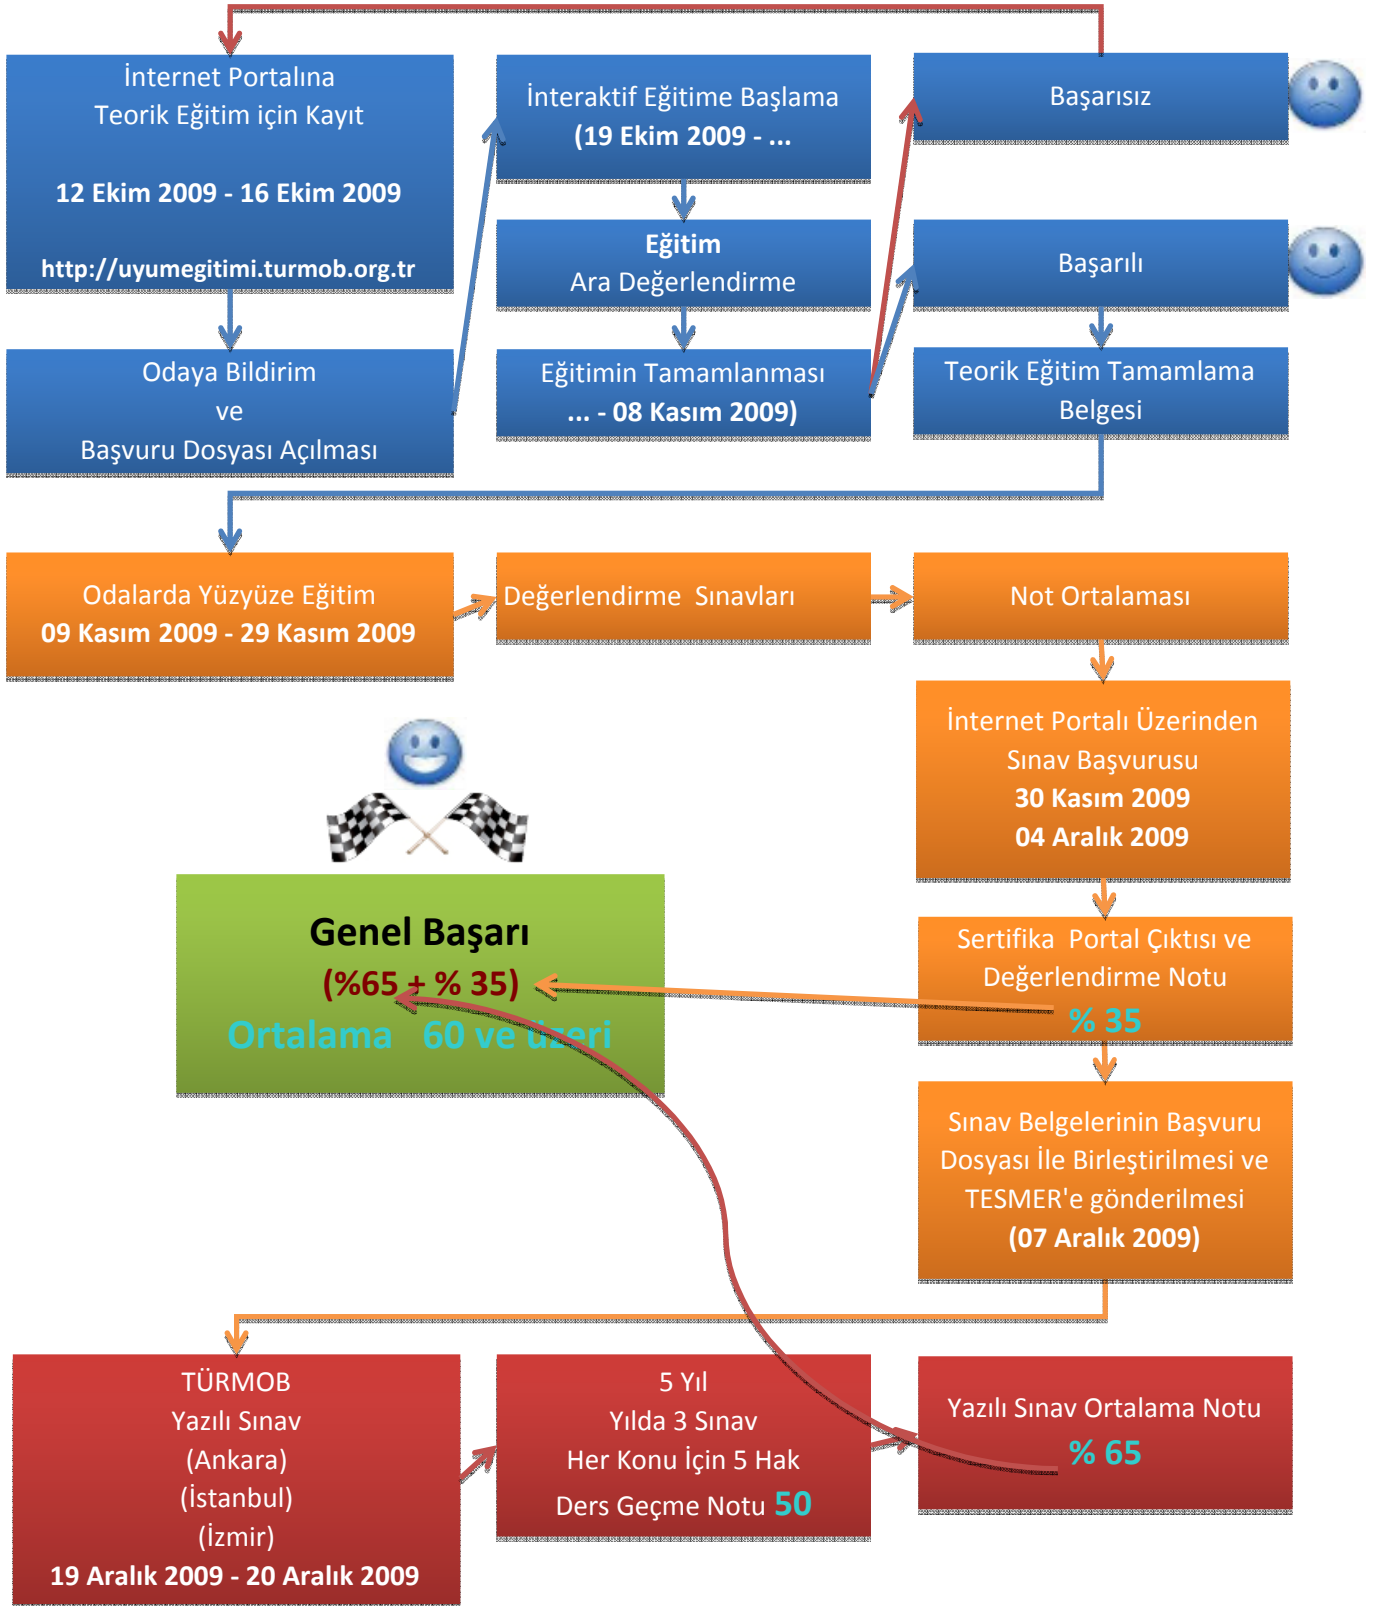 İnternet Portalına
Teorik Eğitim için Kayıt
12 Ekim 2009 - 16 Ekim 2009
http://uyumegitimi.turmob.org.tr
Odaya Bildirim
ve
Başvuru Dosyası Açılması
İnteraktif Eğitime Başlama
(19 Ekim 2009 - ...
Eğitim
Ara Değerlendirme
Eğitimin Tamamlanması
... - 08 Kasım 2009)
Başarısız
Başarılı
Teorik Eğitim Tamamlama
Belgesi
Odalarda Yüzyüze Eğitim
09 Kasım 2009 - 29 Kasım 2009
Değerlendirme  Sınavları
Not Ortalaması
İnternet Portalı Üzerinden
Sınav Başvurusu
30 Kasım 2009
04 Aralık 2009
Sertifika  Portal Çıktısı ve
Değerlendirme Notu
% 35
Genel Başarı
(%65 + % 35)
Ortalama   60 ve üzeri
Sınav Belgelerinin Başvuru
Dosyası İle Birleştirilmesi ve
TESMER'e gönderilmesi
(07 Aralık 2009)
TÜRMOB
Yazılı Sınav
(Ankara)
(İstanbul)
(İzmir)
19 Aralık 2009 - 20 Aralık 2009
5 Yıl
Yılda 3 Sınav
Her Konu İçin 5 Hak
Ders Geçme Notu 50
Yazılı Sınav Ortalama Notu
% 65